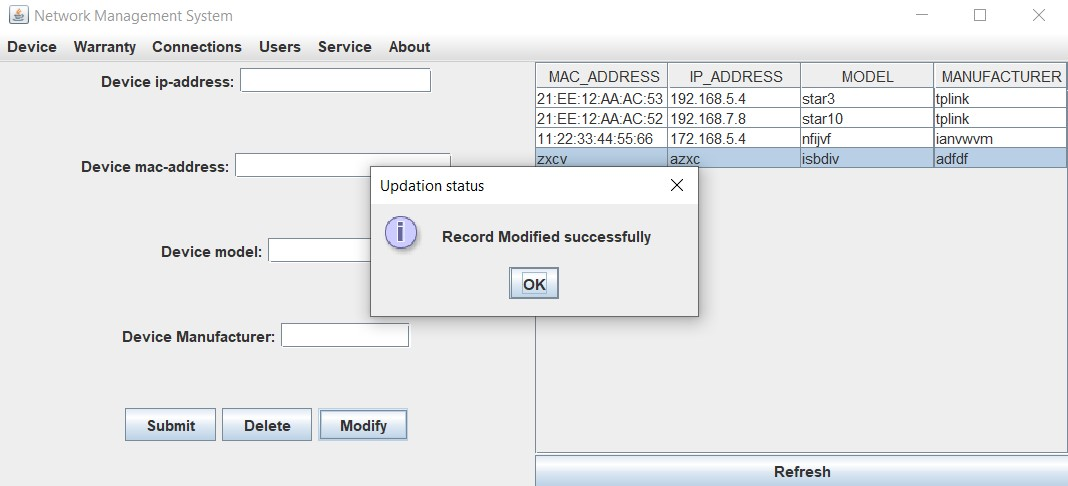 Network Management System
Device Warranty Connections Users Service About
Device ip-address:
Device mac-address:
Device model:
Device Manufacturer:
Submit Delete Modify
MAC_ADDRESS IP_ADDRESS MODEL MANUFACTURER
21:EE:12:AA:AC:53 192.168.5.4 star3 tplink
21:EE:12:AA:AC:52 192.168.7.8 star10 tplink
11:22:33:44:55:66 172.168.5.4 nfijvf ianvwvm
zxcv azxc isbdiv adfdf
Updation status
i
Record Modified successfully
OK
Refresh